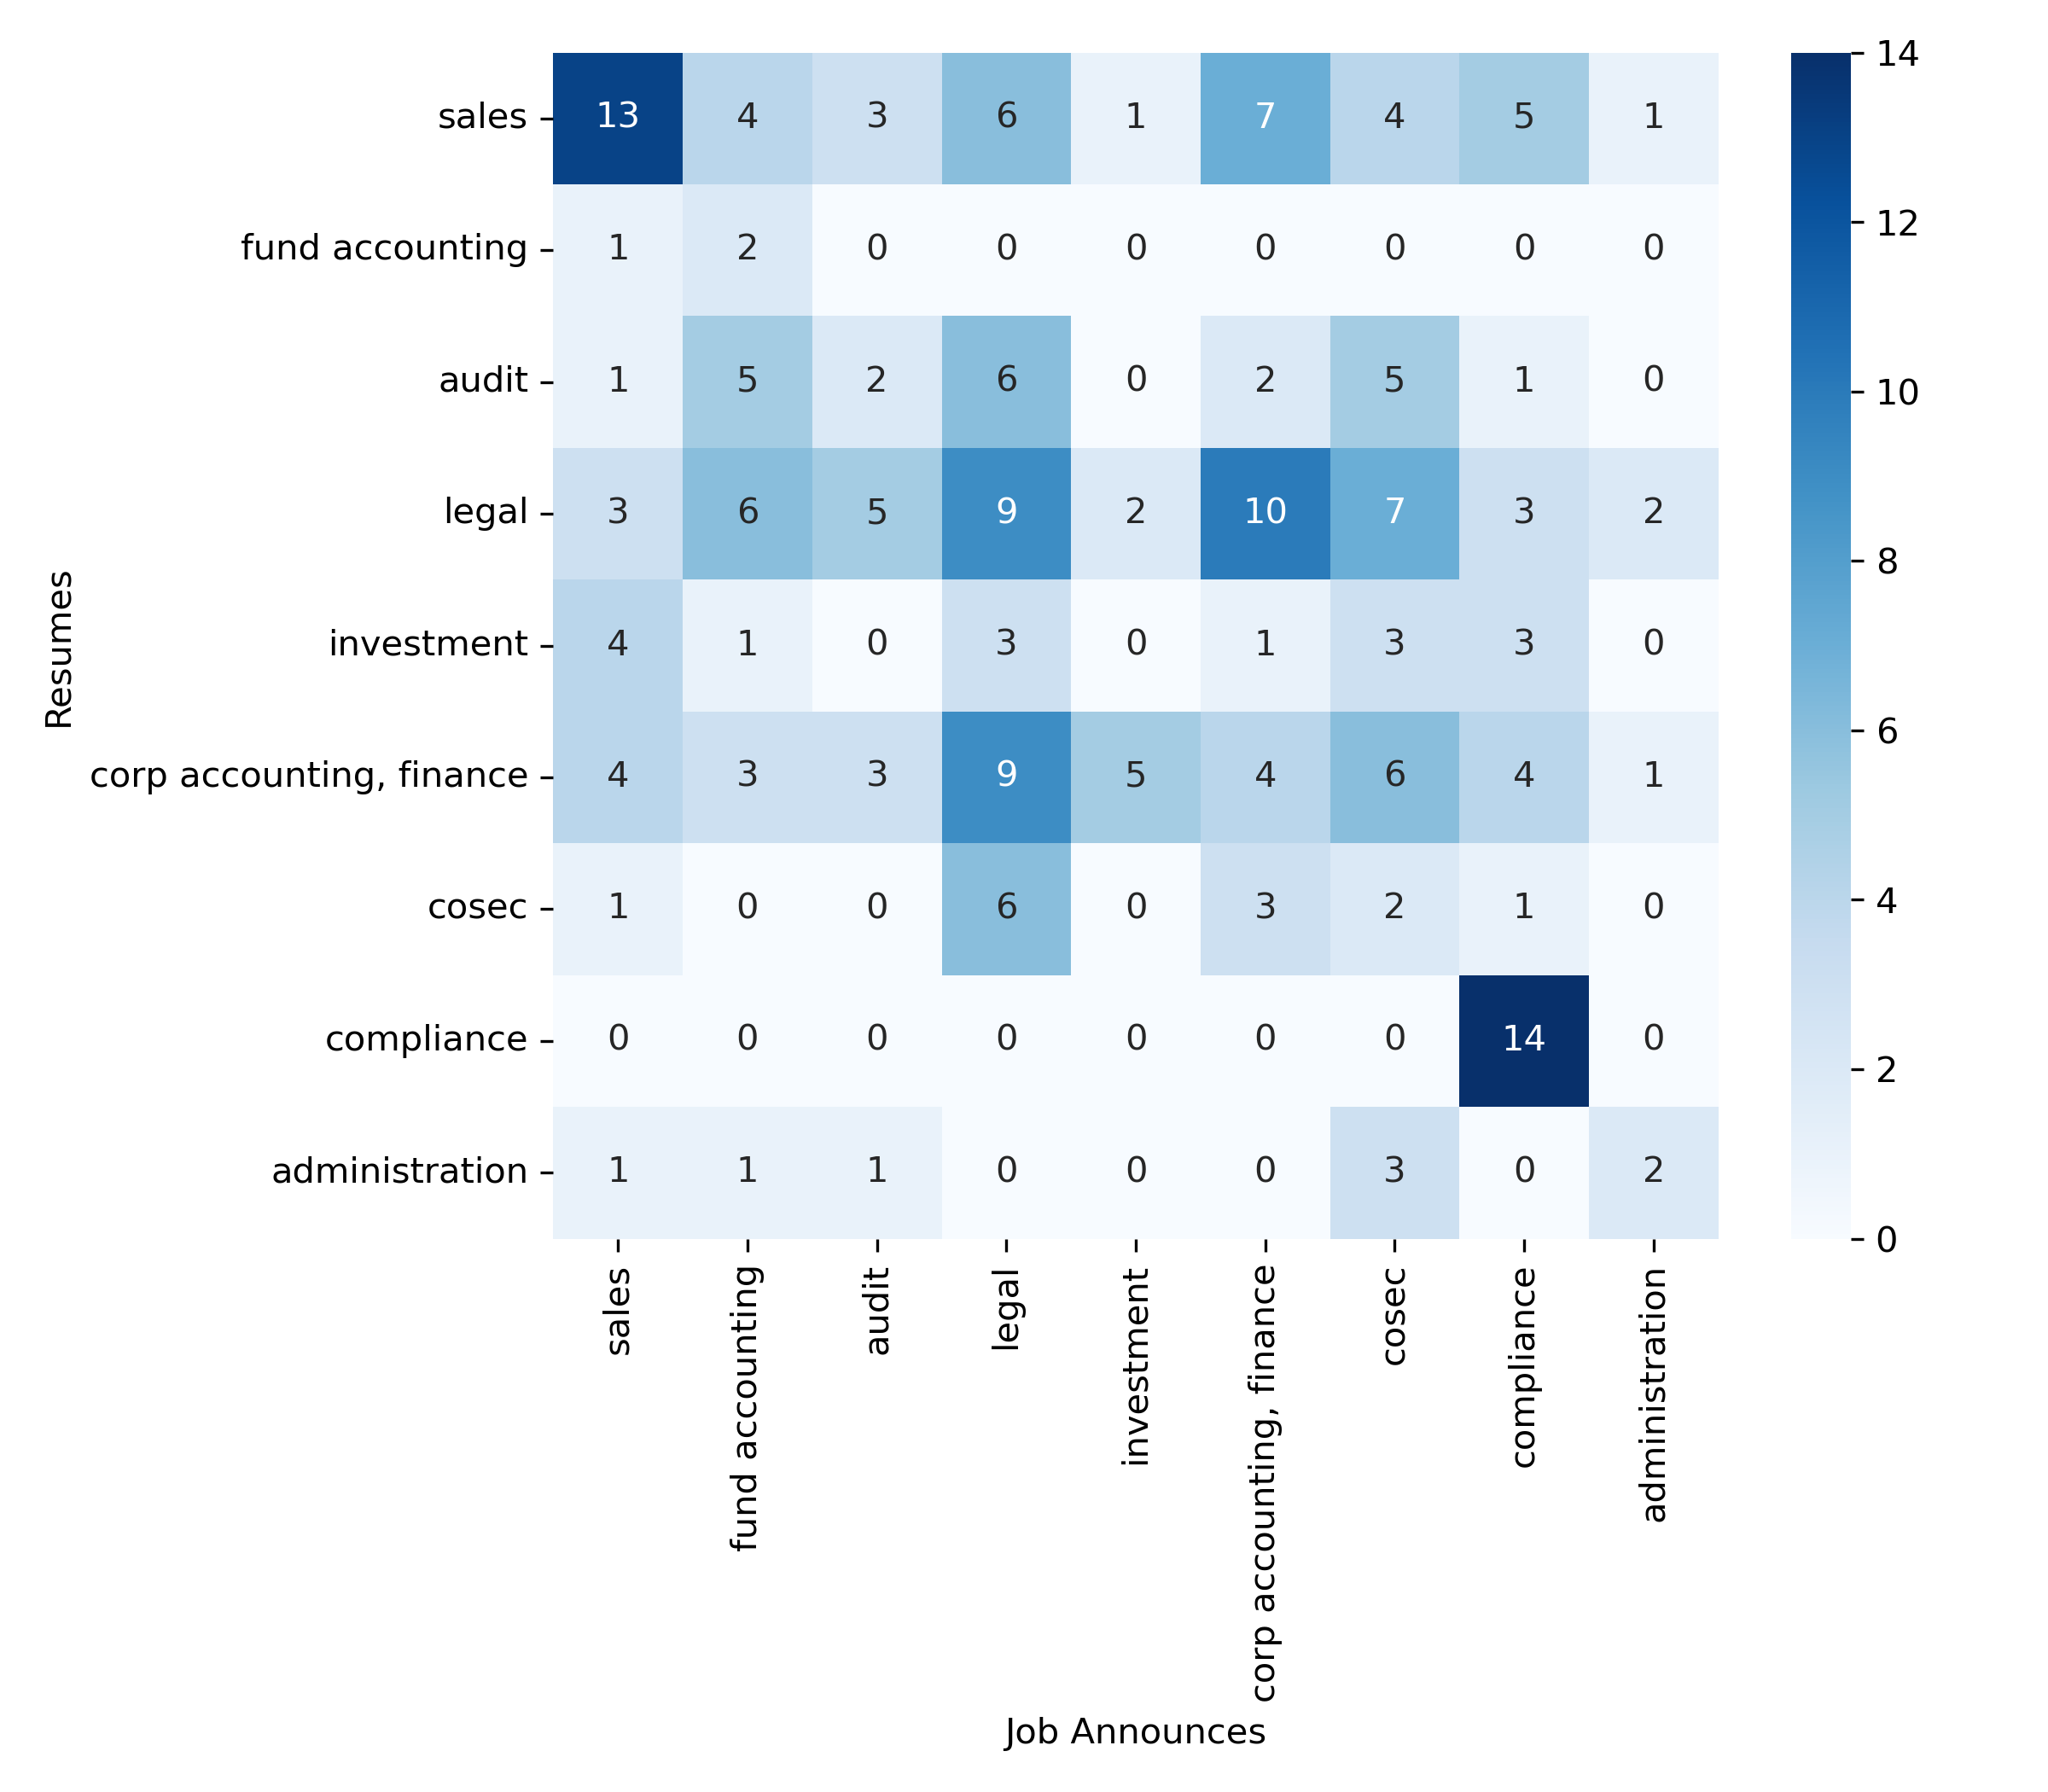 sales 13 4 3 6 1 7 4 5 1
fund accounting 1 2 0 0 0 0 0 0 0
audit 1 5 2 6 0 2 5 1 0
legal 3 6 5 9 2 10 7 3 2
investment 4 1 0 3 0 1 3 3 0
corp accounting, finance 4 3 3 9 5 4 6 4 1
cosec 1 0 0 6 0 3 2 1 0
compliance 0 0 0 0 0 0 0 14 0
administration 1 1 1 0 0 0 3 0 2
Resumes
sales
fund accounting
audit
legal
investment
corp accounting, finance
cosec
compliance
administration
Job Announces
14
12
10
8
6
4
2
0